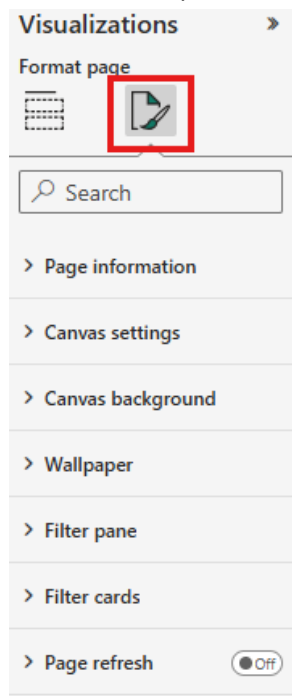 Visualizations
Format page
Search
Page information
Canvas settings
Canvas background
Wallpaper
Filter pane
Filter cards
Page refresh Off